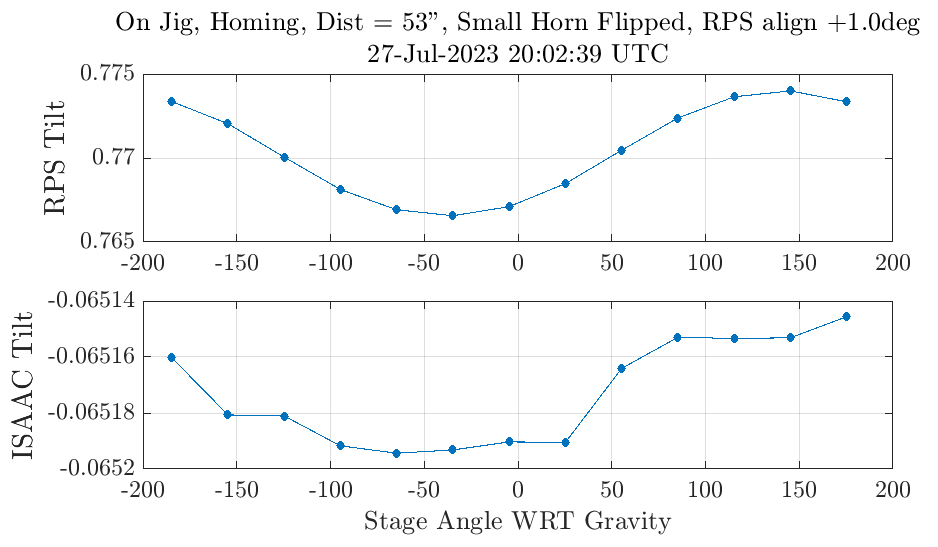 On Jig, Homing, Dist = 53”, Small Horn Flipped, RPS align +1.0deg
27-Jul-2023 20:02:39 UTC
0.775
0.77
0.765
RPS Tilt
-200 -150 -100 -50 0 50 100 150 200
-0.06514
-0.06516
-0.06518
-0.0652
ISAAC Tilt
-200 -150 -100 -50 0 50 100 150 200
Stage Angle WRT Gravity